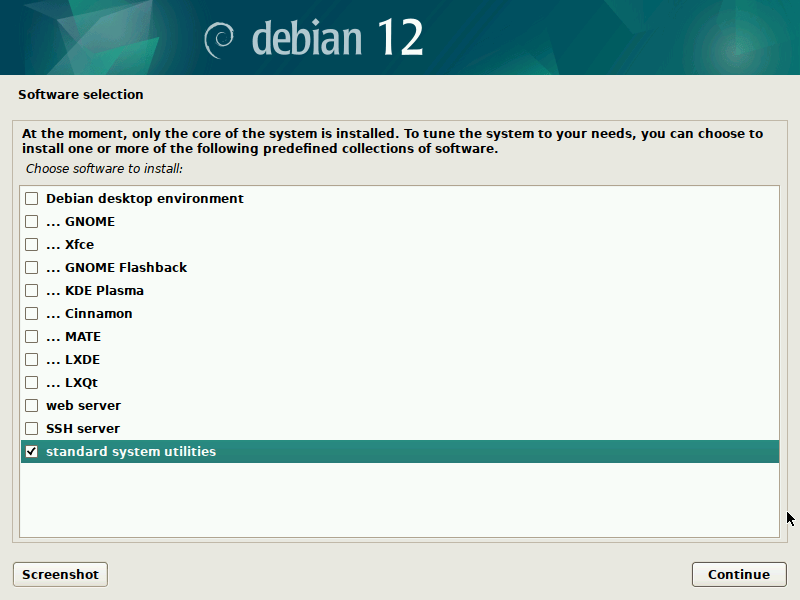 debian 12
Software selection
At the moment, only the core of the system is installed. To tune the system to your needs, you can choose to
install one or more of the following predefined collections of software.
Choose software to install:
Debian desktop environment
... GNOME
... Xfce
... GNOME Flashback
... KDE Plasma
... Cinnamon
... MATE
... LXDE
... LXQt
web server
SSH server
standard system utilities
Screenshot
Continue